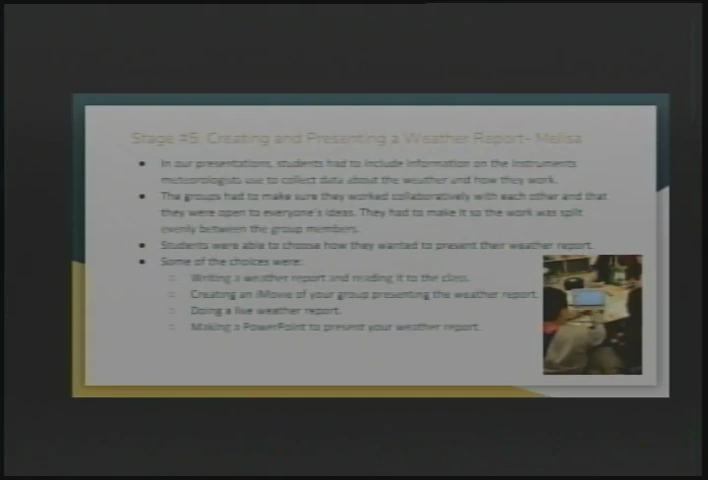 Stage #5: Creating and Presenting a Weather Report- Melisa
● In our presentations, students had to include information on the instruments
meteorologists use to collect data about the weather and how they work.
● The groups had to make sure they worked collaboratively with each other and that
they were open to everyone's ideas. They had to make it so the work was split
evenly between the group members.
● Students were able to choose how they wanted to present their weather report.
● Some of the choices were:
○ Writing a weather report and reading it to the class.
○ Creating an iMovie of your group presenting the weather report.
○ Doing a live weather report.
○ Making a PowerPoint to present your weather report.